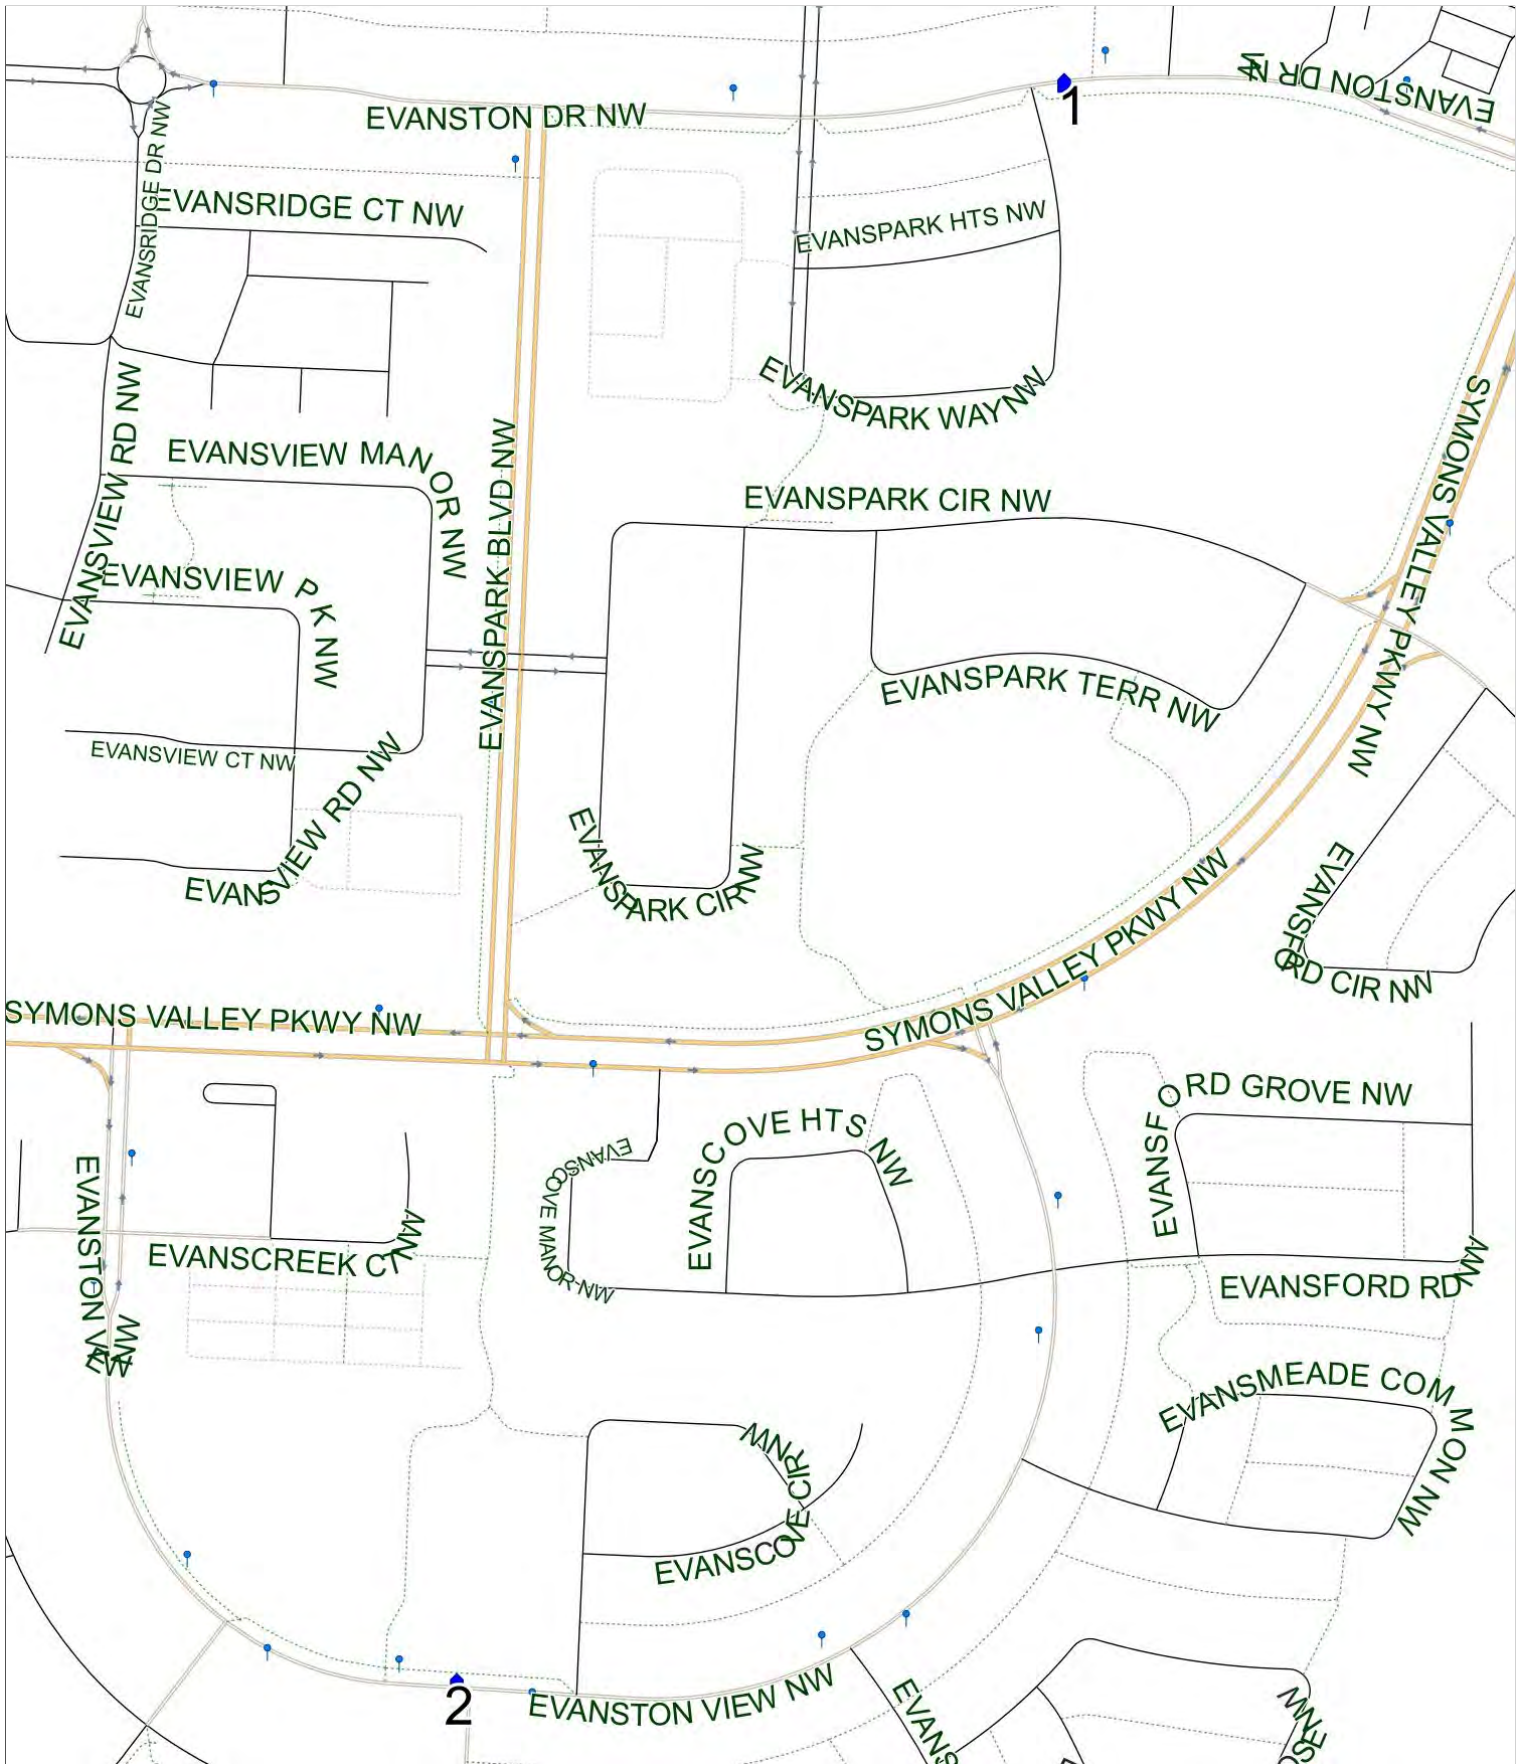 EVANSTON DR NW
EVANSTON DR NW
1
EVANSRIDGE DR NW
EVANSRIDGE CT NW
EVANSPARK HTS NW
EVANSPARK WAY NW
SYMONS VALLEY PKWY NW
EVANSVIEW RD NW
EVANSVIEW MANOR NW
EVANSPARK BLVD NW
EVANSPARK CIR NW
EVANSVIEW PK NW
EVANSPARK TERR NW
EVANSVIEW CT NW
EVANSVIEW RD NW
EVANSPARK CIR NW
EVANSFORD CIR NW
SYMONS VALLEY PKWY NW
SYMONS VALLEY PKWY NW
EVANSFORD GROVE NW
EVANSCOVE HTS NW
EVANSCOVE MANOR NW
EVANSTON VIEW NW
EVANSCREEK CT NW
EVANSFORD RD NW
EVANSMEADE COMMON NW
EVANSCOVE CIR NW
2
EVANSTON VIEW NW
EVANS